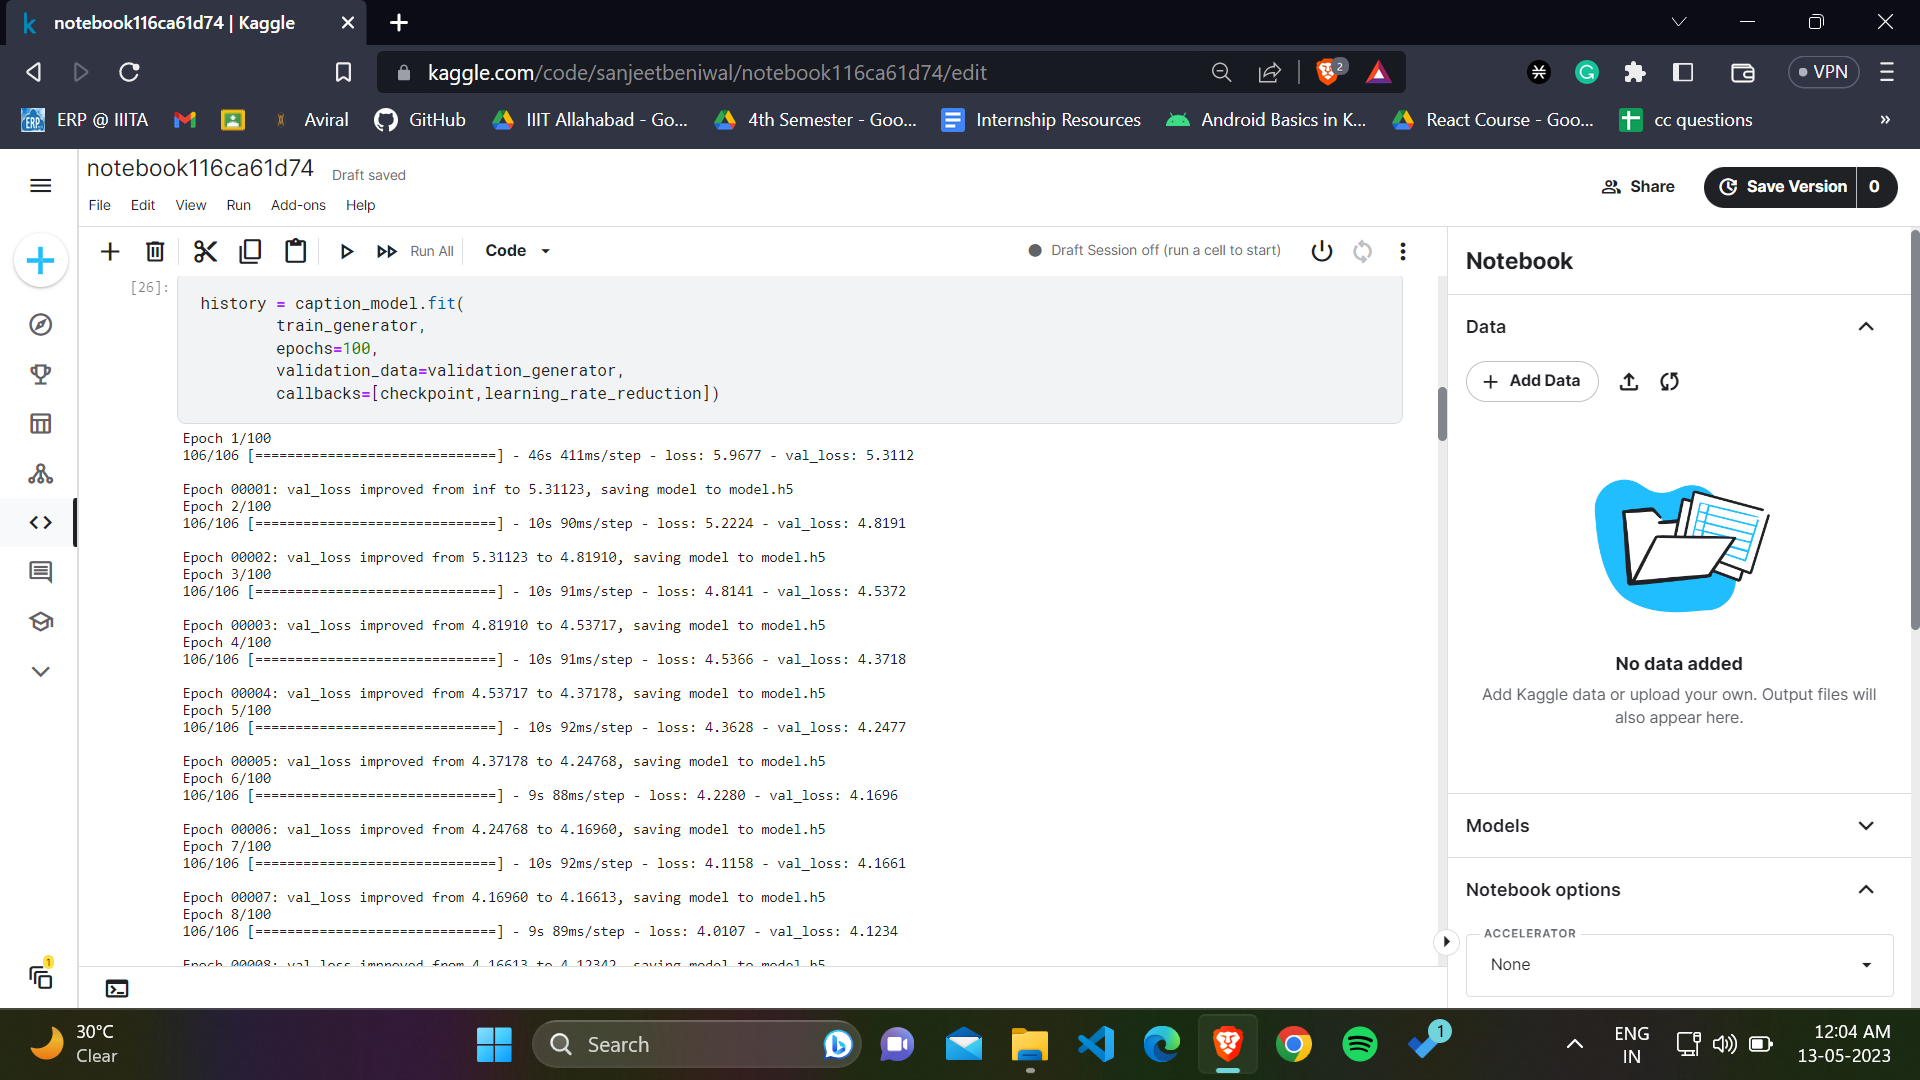 notebook116ca61d74 | Kaggle
kaggle.com/code/sanjeetbeniwal/notebook116ca61d74/edit
2
VPN
ERP @ IIITA
Aviral
GitHub
IIIT Allahabad - Go...
4th Semester - Goo...
Internship Resources
Android Basics in K...
React Course - Goo...
cc questions
notebook116ca61d74
Draft saved
File Edit View Run Add-ons Help
Share
Save Version 0
Run All
Code
Draft Session off (run a cell to start)
[26]:
history = caption_model.fit(
train_generator,
epochs=100,
validation_data=validation_generator,
callbacks=[checkpoint,learning_rate_reduction])
Epoch 1/100
106/106 [==============================] - 46s 411ms/step - loss: 5.9677 - val_loss: 5.3112
Epoch 00001: val_loss improved from inf to 5.31123, saving model to model.h5
Epoch 2/100
106/106 [==============================] - 10s 90ms/step - loss: 5.2224 - val_loss: 4.8191
Epoch 00002: val_loss improved from 5.31123 to 4.81910, saving model to model.h5
Epoch 3/100
106/106 [==============================] - 10s 91ms/step - loss: 4.8141 - val_loss: 4.5372
Epoch 00003: val_loss improved from 4.81910 to 4.53717, saving model to model.h5
Epoch 4/100
106/106 [==============================] - 10s 91ms/step - loss: 4.5366 - val_loss: 4.3718
Epoch 00004: val_loss improved from 4.53717 to 4.37178, saving model to model.h5
Epoch 5/100
106/106 [==============================] - 10s 92ms/step - loss: 4.3628 - val_loss: 4.2477
Epoch 00005: val_loss improved from 4.37178 to 4.24768, saving model to model.h5
Epoch 6/100
106/106 [==============================] - 9s 88ms/step - loss: 4.2280 - val_loss: 4.1696
Epoch 00006: val_loss improved from 4.24768 to 4.16960, saving model to model.h5
Epoch 7/100
106/106 [==============================] - 10s 92ms/step - loss: 4.1158 - val_loss: 4.1661
Epoch 00007: val_loss improved from 4.16960 to 4.16613, saving model to model.h5
Epoch 8/100
106/106 [==============================] - 9s 89ms/step - loss: 4.0107 - val_loss: 4.1234
Epoch 00008: val_loss improved from 4.16613 to 4.12342, saving model to model.h5
Notebook
Data
Add Data
No data added
Add Kaggle data or upload your own. Output files will
also appear here.
Models
Notebook options
ACCELERATOR
None
1
30°C
Clear
Search
1
ENG
IN
12:04 AM
13-05-2023